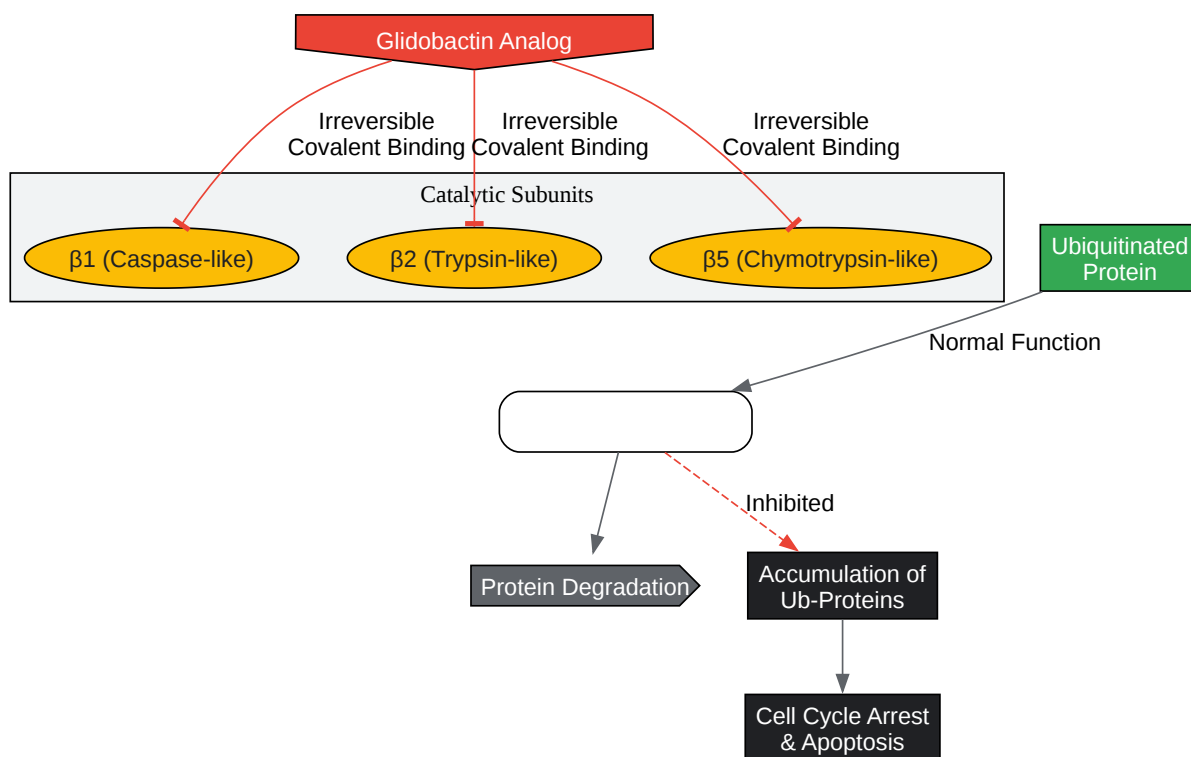 Glidobactin Analog
Irreversible
Covalent Binding
Irreversible
Covalent Binding
Irreversible
Covalent Binding
Catalytic Subunits
β1 (Caspase-like)
β2 (Trypsin-like)
β5 (Chymotrypsin-like)
Ubiquitinated
Protein
Normal Function
Inhibited
Protein Degradation
Accumulation of
Ub-Proteins
Cell Cycle Arrest
& Apoptosis